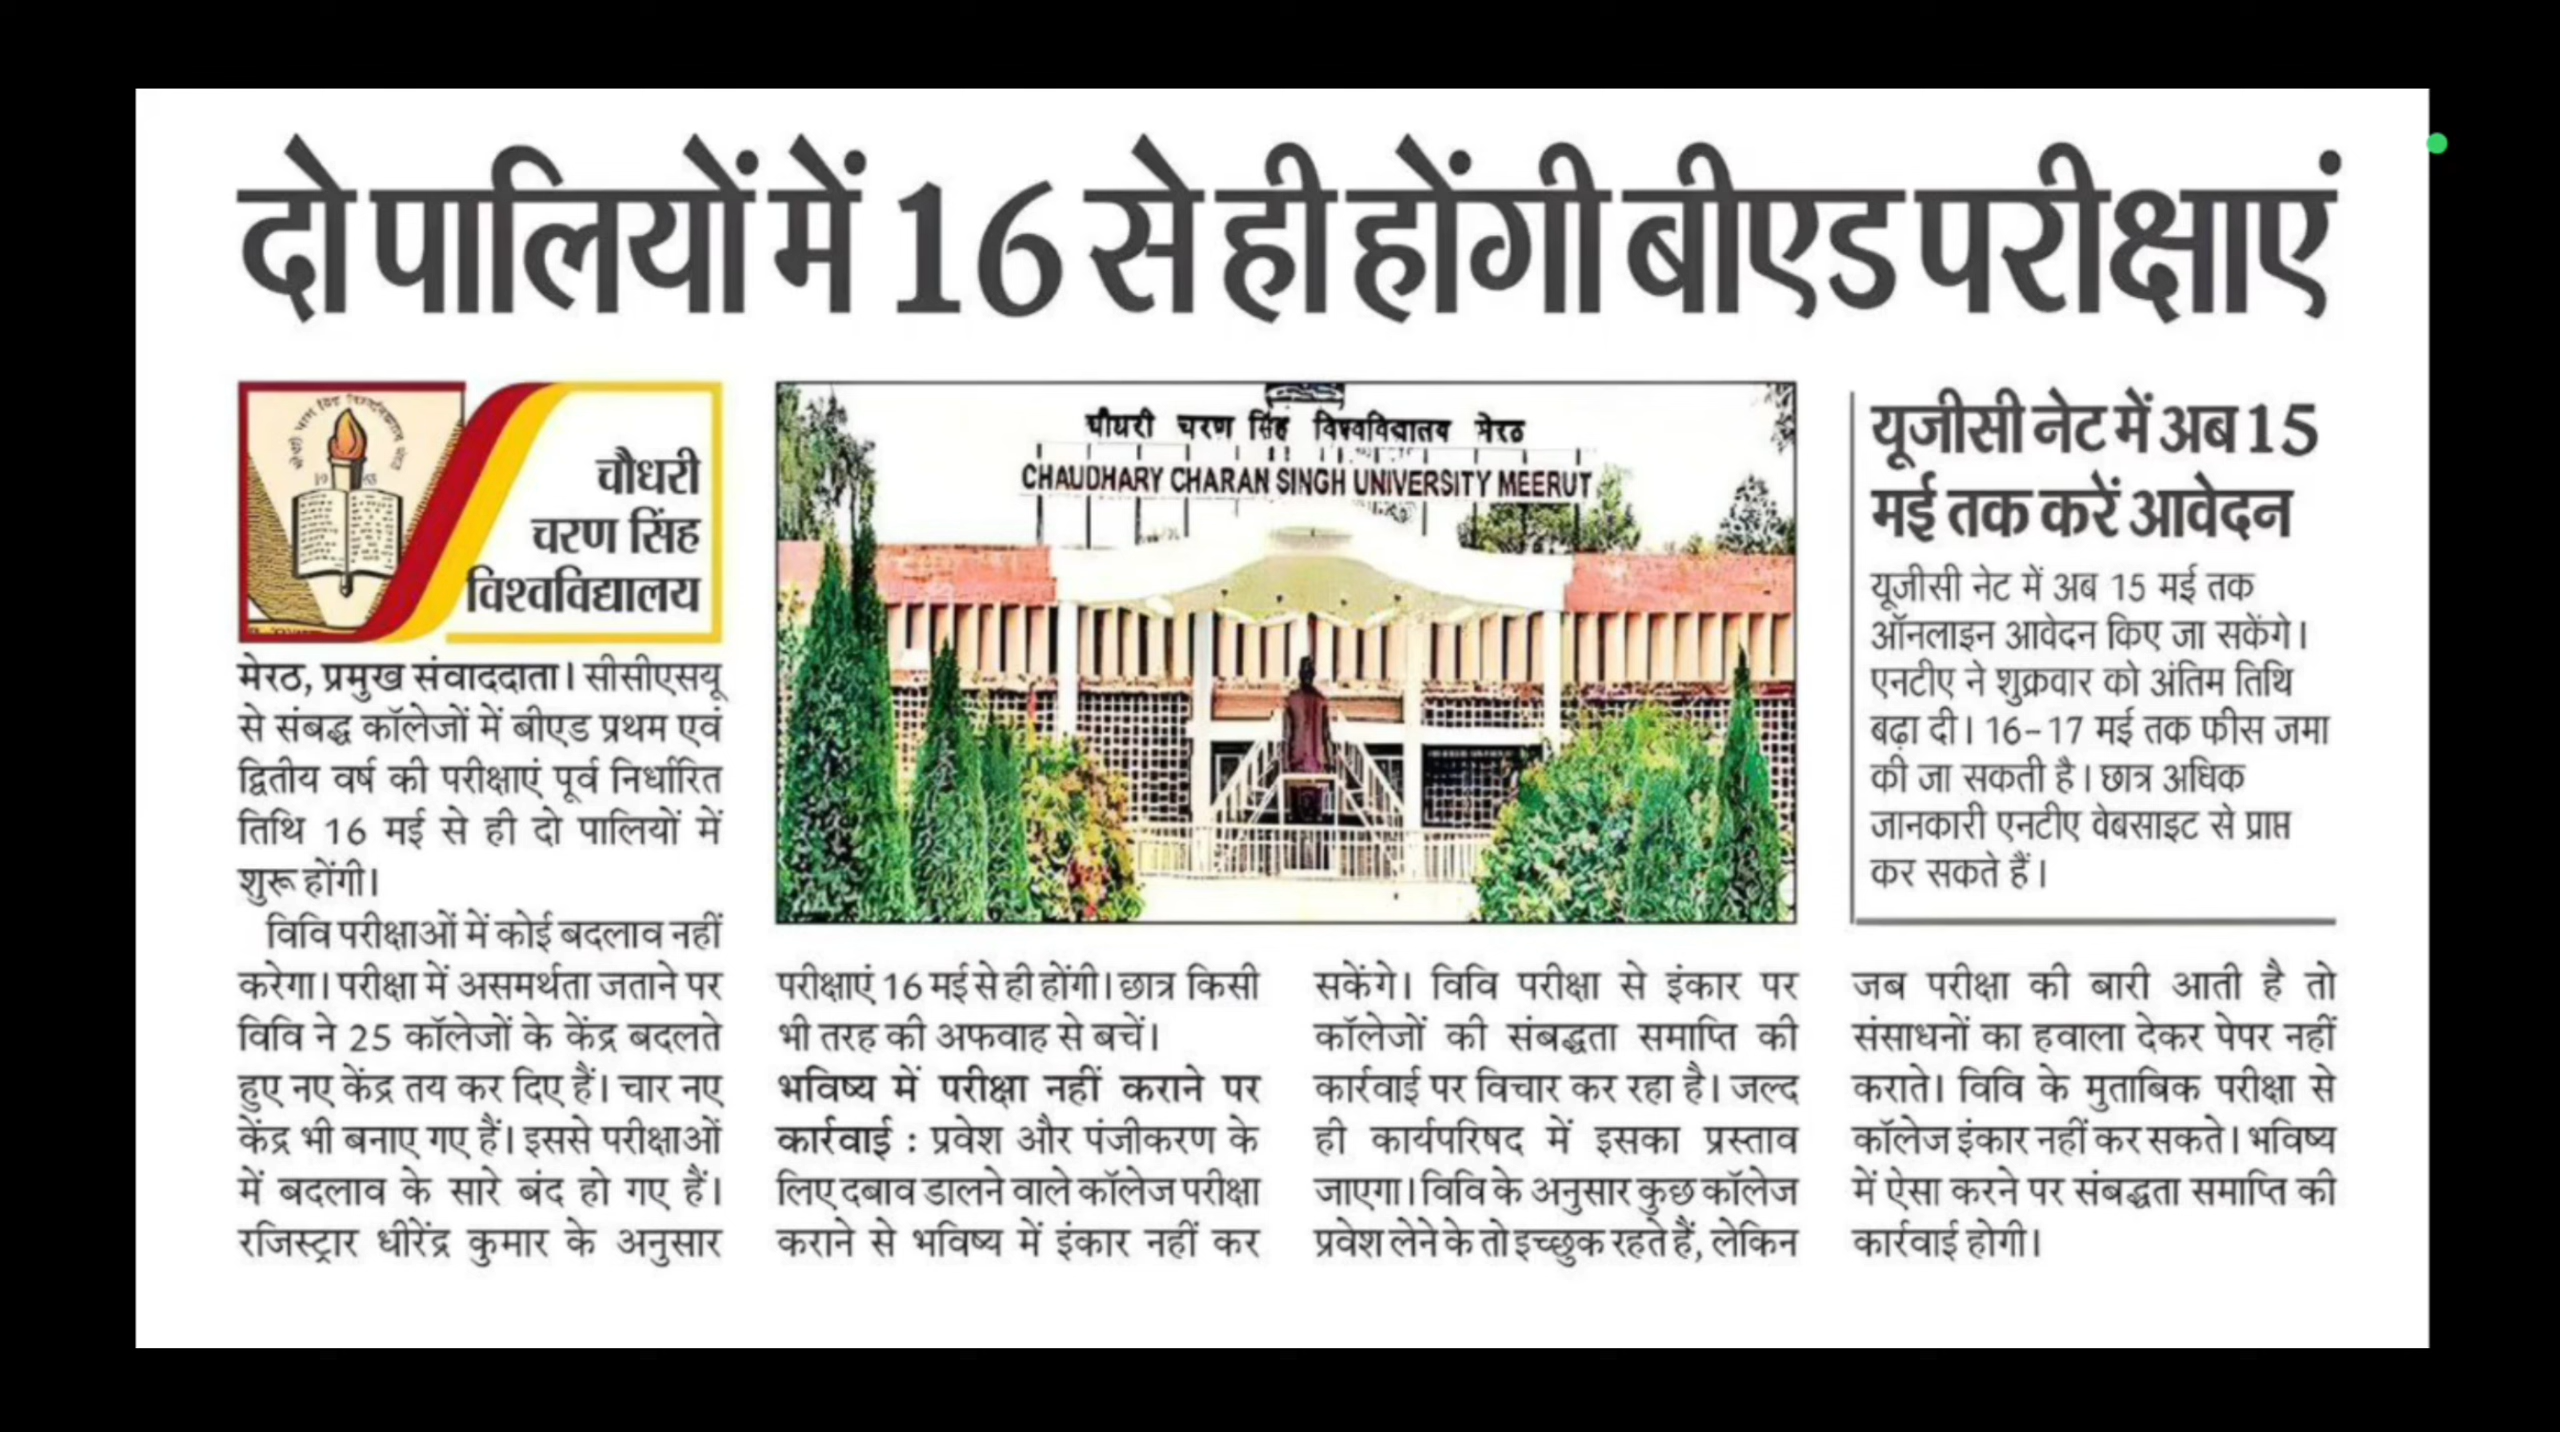 दो पालियों में 16 से ही होंगी बीएड परीक्षाएं
चौधरी
चरण सिंह
विश्वविद्यालय
मेरठ, प्रमुख संवाददाता। सीसीएसयू
से संबद्ध कॉलेजों में बीएड प्रथम एवं
द्वितीय वर्ष की परीक्षाएं पूर्व निर्धारित
तिथि 16 मई से ही दो पालियों में
शुरू होंगी।
विवि परीक्षाओं में कोई बदलाव नहीं
करेगा। परीक्षा में असमर्थता जताने पर
विवि ने 25 कॉलेजों के केंद्र बदलते
हुए नए केंद्र तय कर दिए हैं। चार नए
केंद्र भी बनाए गए हैं। इससे परीक्षाओं
में बदलाव के सारे बंद हो गए हैं।
रजिस्ट्रार धीरेंद्र कुमार के अनुसार
चौधरी चरण सिंह विश्वविद्यालय मेरठ
CHAUDHARY CHARAN SINGH UNIVERSITY MEERUT
परीक्षाएं 16 मई से ही होंगी। छात्र किसी
भी तरह की अफवाह से बचें।
भविष्य में परीक्षा नहीं कराने पर
कार्रवाई : प्रवेश और पंजीकरण के
लिए दबाव डालने वाले कॉलेज परीक्षा
कराने से भविष्य में इंकार नहीं कर
सकेंगे। विवि परीक्षा से इंकार पर
कॉलेजों की संबद्धता समाप्ति की
कार्रवाई पर विचार कर रहा है। जल्द
ही कार्यपरिषद में इसका प्रस्ताव
जाएगा। विवि के अनुसार कुछ कॉलेज
प्रवेश लेने के तो इच्छुक रहते हैं, लेकिन
जब परीक्षा की बारी आती है तो
संसाधनों का हवाला देकर पेपर नहीं
कराते। विवि के मुताबिक परीक्षा से
कॉलेज इंकार नहीं कर सकते। भविष्य
में ऐसा करने पर संबद्धता समाप्ति की
कार्रवाई होगी।
यूजीसी नेट में अब 15
मई तक करें आवेदन
यूजीसी नेट में अब 15 मई तक
ऑनलाइन आवेदन किए जा सकेंगे।
एनटीए ने शुक्रवार को अंतिम तिथि
बढ़ा दी। 16-17 मई तक फीस जमा
की जा सकती है। छात्र अधिक
जानकारी एनटीए वेबसाइट से प्राप्त
कर सकते हैं।